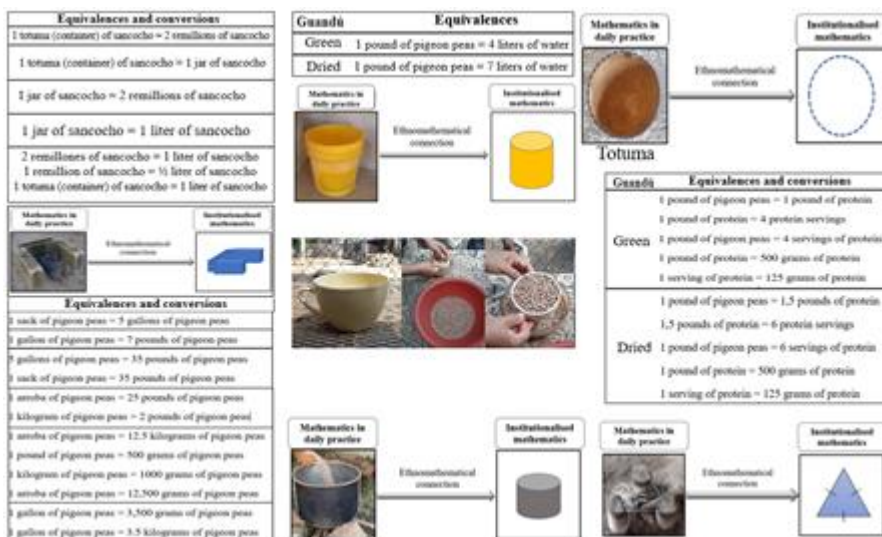 Equivalences and conversions
1 totuma (container) of sancocho = 2 remillions of sancocho
1 totuma (container) of sancocho = 1 jar of sancocho
1 jar of sancocho = 2 remillions of sancocho
1 jar of sancocho = 1 liter of sancocho
2 remillones of sancocho = 1 liter of sancocho
1 remillion of sancocho = ½ liter of sancocho
1 totuma (container) of sancocho = 1 liter of sancocho
Mathematics in
daily practice
Ethnomathematical
connection
Institutionalised
mathematics
Equivalences and conversions
1 sack of pigeon peas = 5 gallons of pigeon peas
1 gallon of pigeon peas = 7 pounds of pigeon peas
5 gallons of pigeon peas = 35 pounds of pigeon peas
1 sack of pigeon peas = 35 pounds of pigeon peas
1 arroba of pigeon peas = 25 pounds of pigeon peas
1 kilogram of pigeon peas = 2 pounds of pigeon peas
1 arroba of pigeon peas = 12.5 kilograms of pigeon peas
1 pound of pigeon peas = 500 grams of pigeon peas
1 kilogram of pigeon peas = 1000 grams of pigeon peas
1 arroba of pigeon peas = 12,500 grams of pigeon peas
1 gallon of pigeon peas = 3,500 grams of pigeon peas
1 gallon of pigeon peas = 3.5 kilograms of pigeon peas
Guandú Equivalences
Green 1 pound of pigeon peas = 4 liters of water
Dried 1 pound of pigeon peas = 7 liters of water
Mathematics in
daily practice
Ethnomathematical
connection
Institutionalised
mathematics
Mathematics in
daily practice
Ethnomathematical
connection
Institutionalised
mathematics
Mathematics in
daily practice
Ethnomathematical
connection
Institutionalised
mathematics
Totuma
Guandú Equivalences and conversions
Green
1 pound of pigeon peas = 1 pound of protein
1 pound of protein = 4 protein servings
1 pound of pigeon peas = 4 servings of protein
1 pound of protein = 500 grams of protein
1 serving of protein = 125 grams of protein
Dried
1 pound of pigeon peas = 1,5 pounds of protein
1,5 pounds of protein = 6 protein servings
1 pound of pigeon peas = 6 servings of protein
1 pound of protein = 500 grams of protein
1 serving of protein = 125 grams of protein
Mathematics in
daily practice
Ethnomathematical
connection
Institutionalised
mathematics